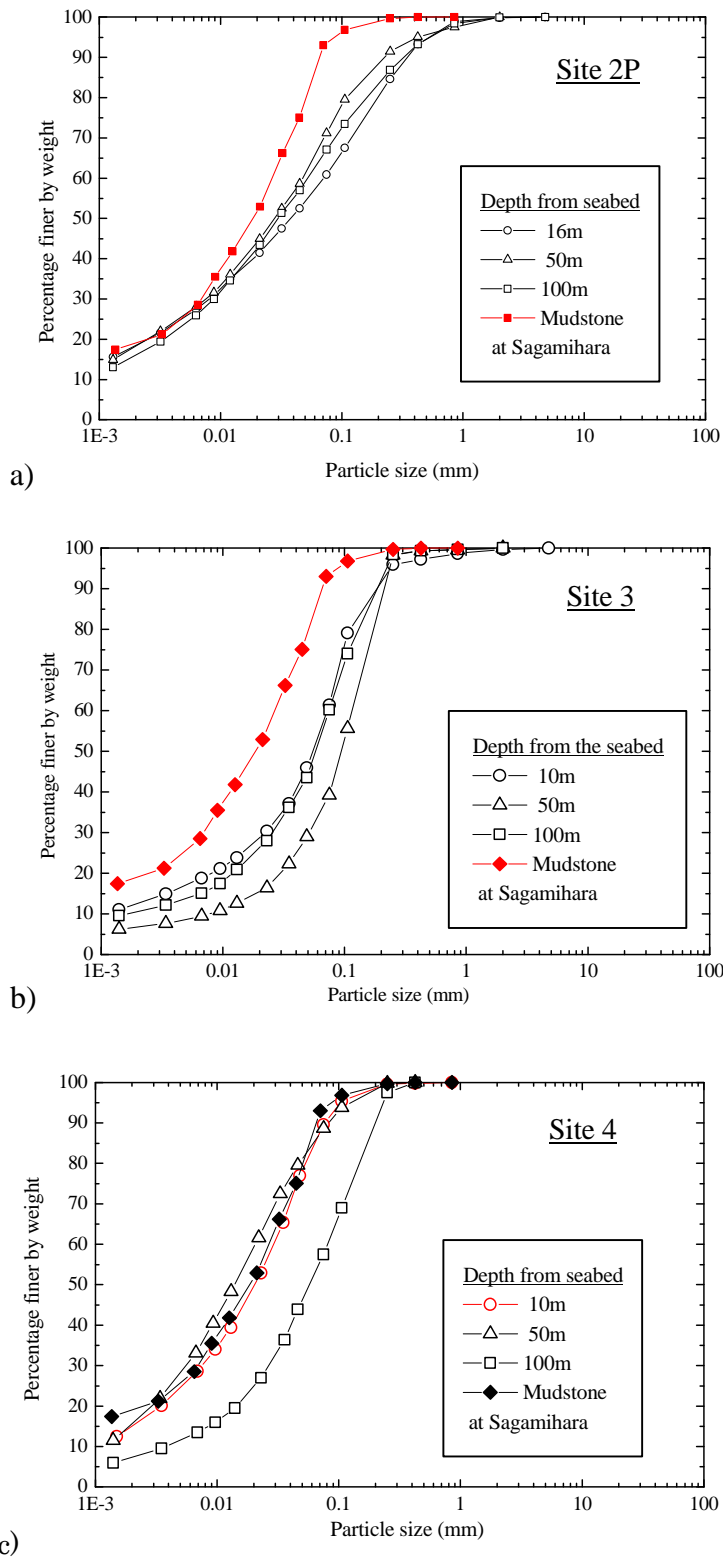 100
90
80
70
60
50
40
30
20
10
0
Percentage finer by weight
Site 2P
Depth from seabed
16m
50m
100m
Mudstone
at Sagamihara
1E-3 0.01 0.1 1 10 100
Particle size (mm)
a)
100
90
80
70
60
50
40
30
20
10
0
Percentage finer by weight
Site 3
Depth from the seabed
10m
50m
100m
Mudstone
at Sagamihara
1E-3 0.01 0.1 1 10 100
Particle size (mm)
b)
100
90
80
70
60
50
40
30
20
10
0
Percentage finer by weight
Site 4
Depth from seabed
10m
50m
100m
Mudstone
at Sagamihara
1E-3 0.01 0.1 1 10 100
Particle size (mm)
c)